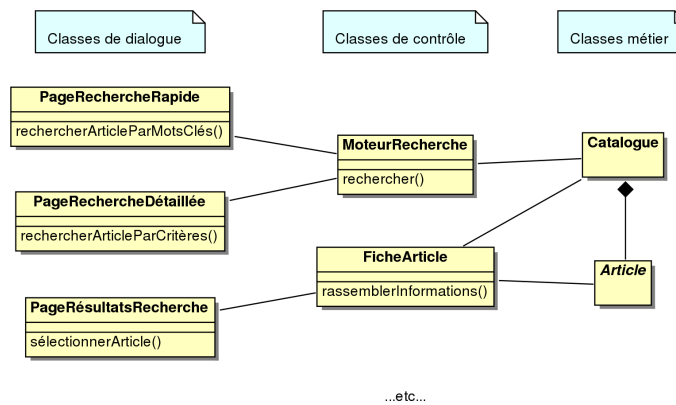 Classes de dialogue
Classes de contrôle
Classes métier
PageRechercheRapide
rechercherArticleParMotsClés()
MoteurRecherche
rechercher()
Catalogue
PageRechercheDétaillée
rechercherArticleParCritères()
FicheArticle
rassemblerInformations()
Article
PageRésultatsRecherche
sélectionnerArticle()
...etc...